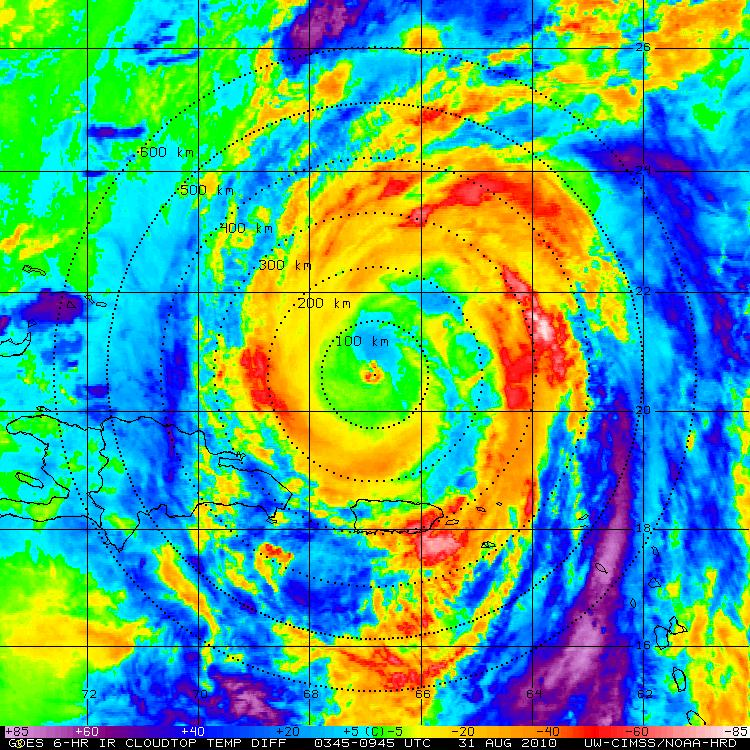 26
600 km
24
500 km
400 km
300 km
22
200 km
100 km
20
18
16
72 70 68 66 64 62
+85 +60 +40 +20 +5(C)-5 -20 -40 -60 -85
GOES 6-HR IR CLOUDTOP TEMP DIFF 0345-0945 UTC 31 AUG 2010 UW-CIMSS/NOAA-HRD